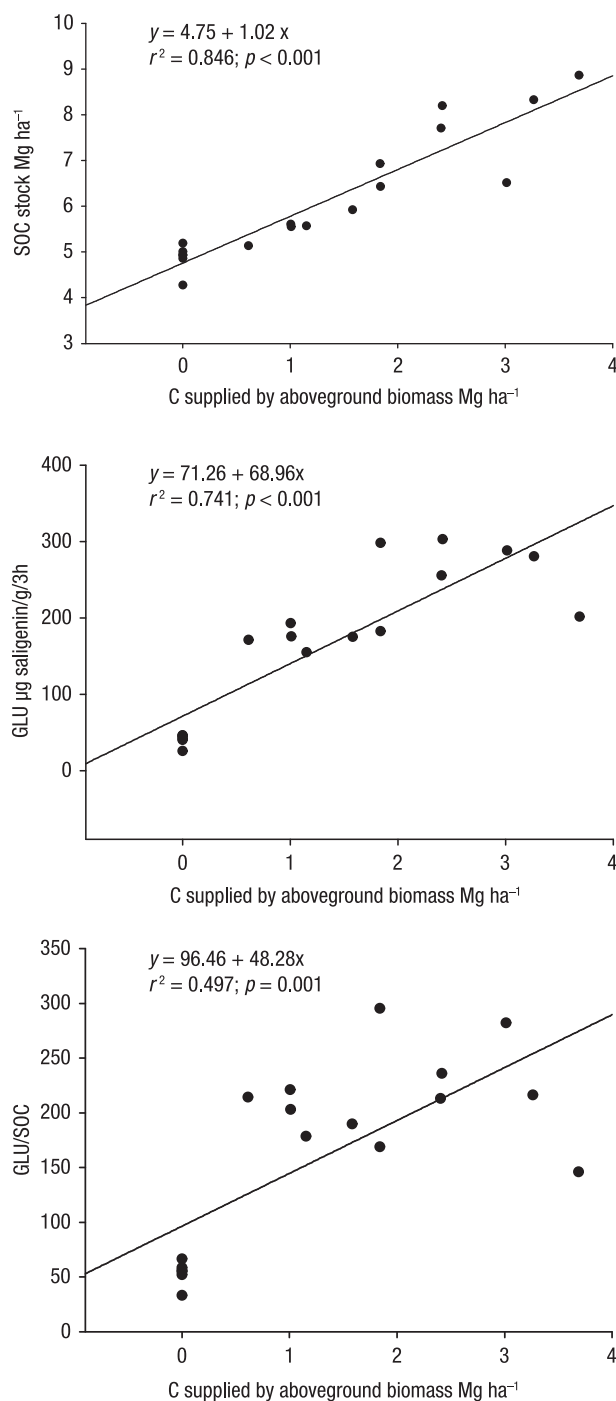 y = 4.75 + 1.02 x
r² = 0.846; p < 0.001
10
9
8
7
6
5
4
3
SOC stock Mg ha⁻¹
0 1 2 3 4
C supplied by aboveground biomass Mg ha⁻¹
y = 71.26 + 68.96x
r² = 0.741; p < 0.001
400
300
200
100
0
GLU µg saligenin/g/3h
0 1 2 3 4
C supplied by aboveground biomass Mg ha⁻¹
y = 96.46 + 48.28x
r² = 0.497; p = 0.001
350
300
250
200
150
100
50
0
GLU/SOC
0 1 2 3 4
C supplied by aboveground biomass Mg ha⁻¹